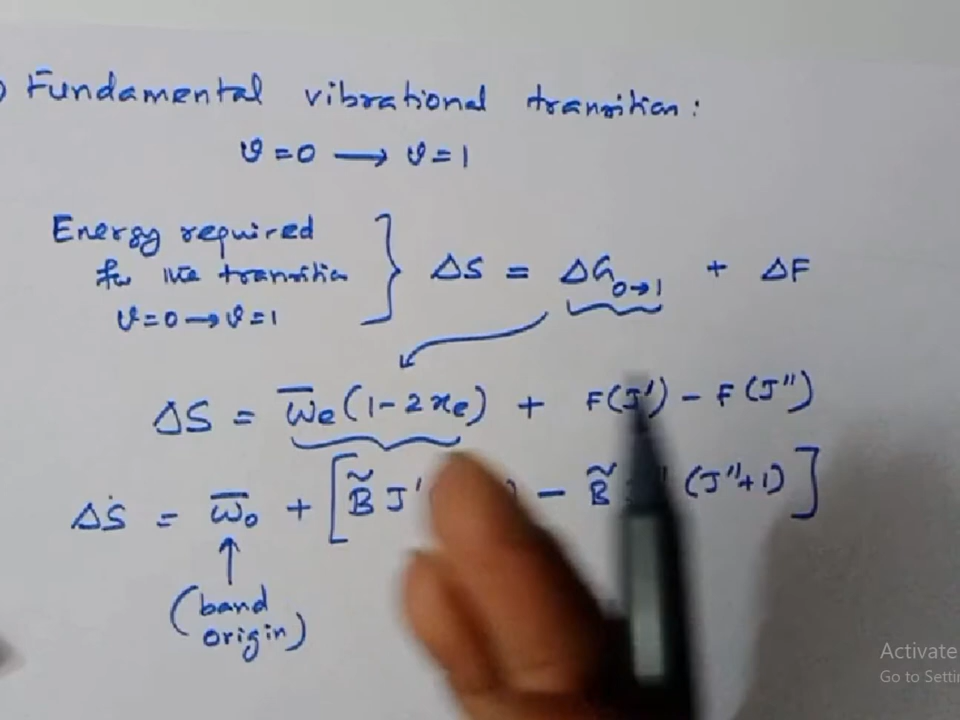 ) Fundamental vibrational transition :
v = 0 → v = 1
Energy required
for the transition
v=0 → v=1
} ΔS = ΔG₀→₁ + ΔF
ΔS = ω̅e (1 - 2xe) + F(J') - F(J'')
ΔS = ω̅₀ + [ B̃ J' ) - B̃ ' (J''+1) ]
(band
origin)
Activate
Go to Settin